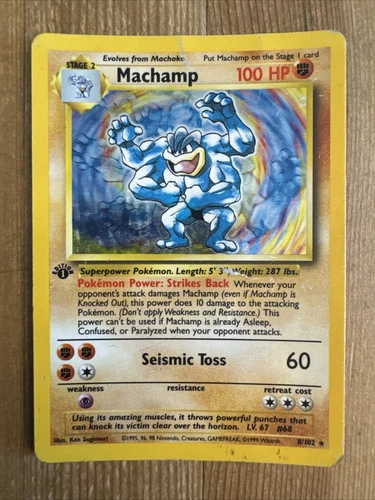 Evolves from Machoke Put Machamp on the Stage 1 card
STAGE 2
Machamp 100 HP
EDITION
1
Superpower Pokémon. Length: 5' 3", Weight: 287 lbs.
Pokémon Power: Strikes Back Whenever your
opponent's attack damages Machamp (even if Machamp is
Knocked Out), this power does 10 damage to the attacking
Pokémon. (Don't apply Weakness and Resistance.) This
power can't be used if Machamp is already Asleep,
Confused, or Paralyzed when your opponent attacks.
Seismic Toss 60
weakness resistance retreat cost
Using its amazing muscles, it throws powerful punches that
can knock its victim clear over the horizon. LV. 67 #68
Illus. Ken Sugimori ©1995, 96, 98 Nintendo, Creatures, GAMEFREAK. ©1999 Wizards. 8/102